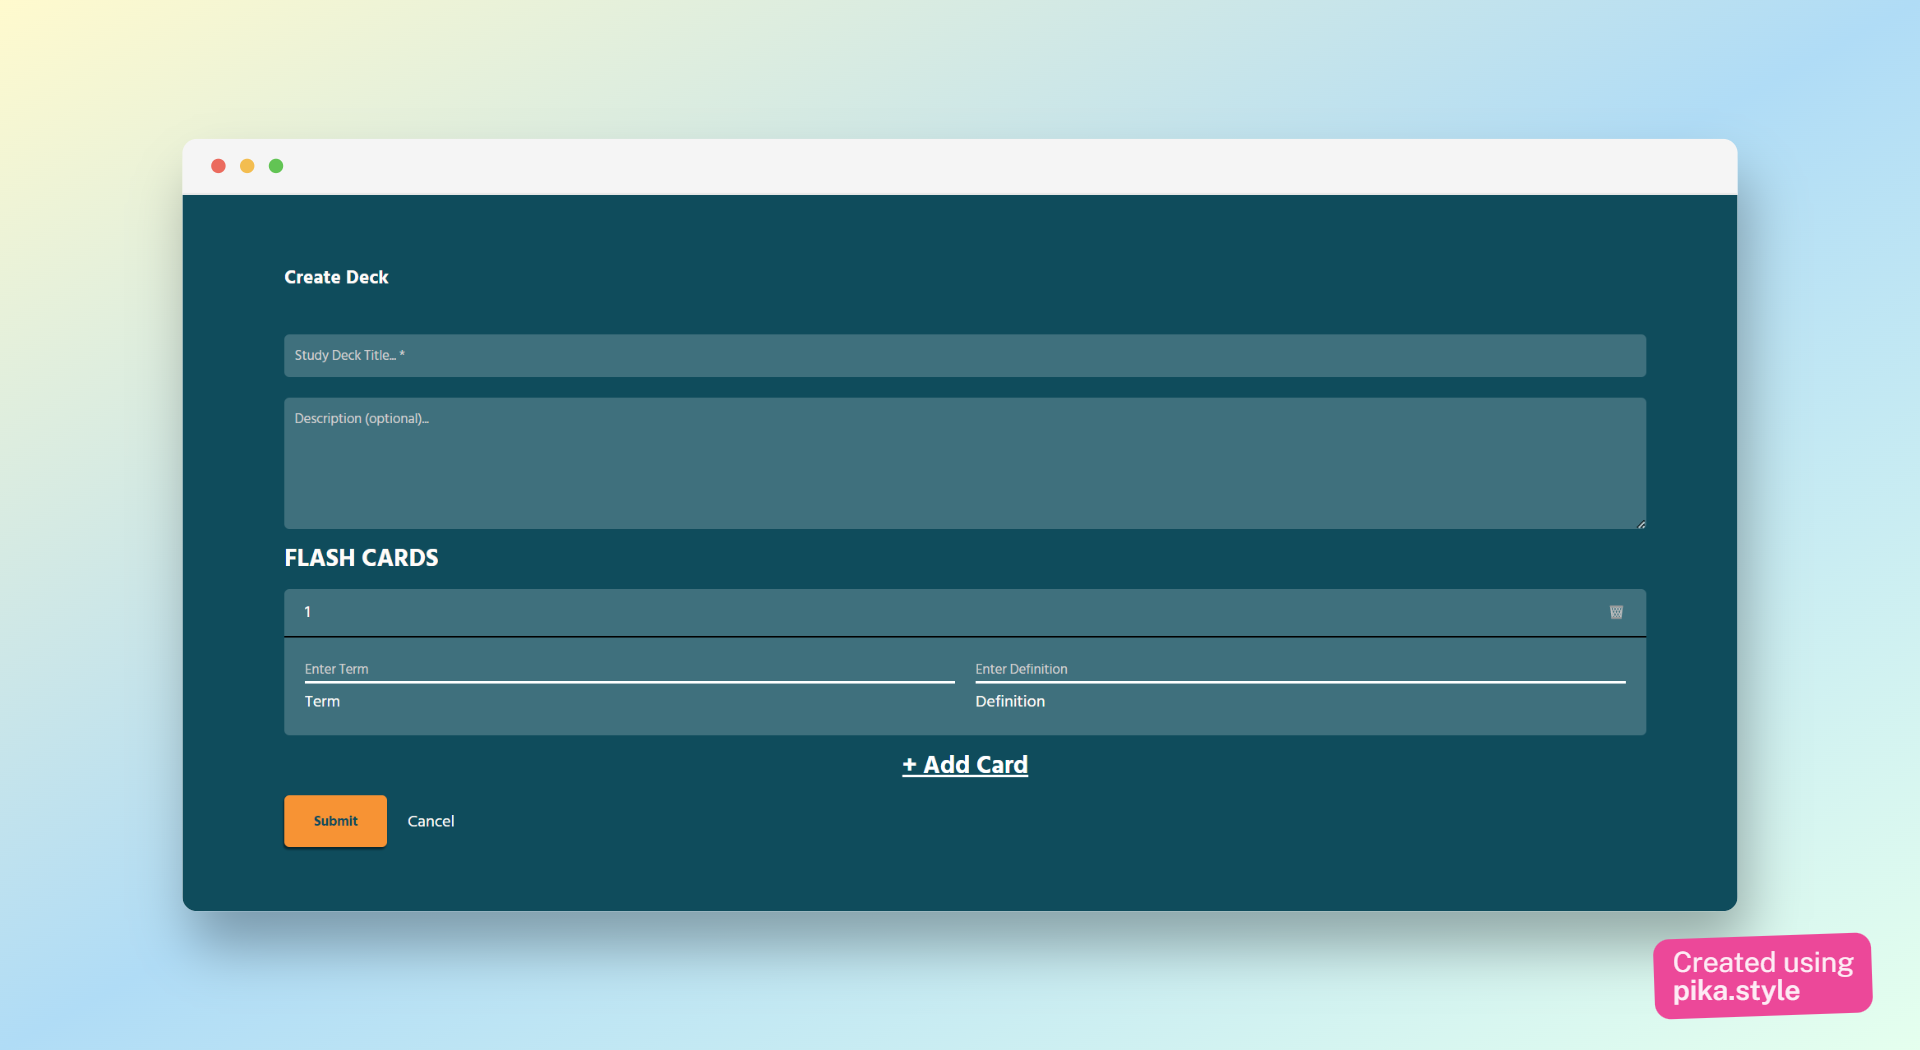 Create Deck
Study Deck Title... *
Description (optional)...
FLASH CARDS
1
Enter Term
Enter Definition
Term
Definition
+ Add Card
Submit
Cancel
Created using
pika.style